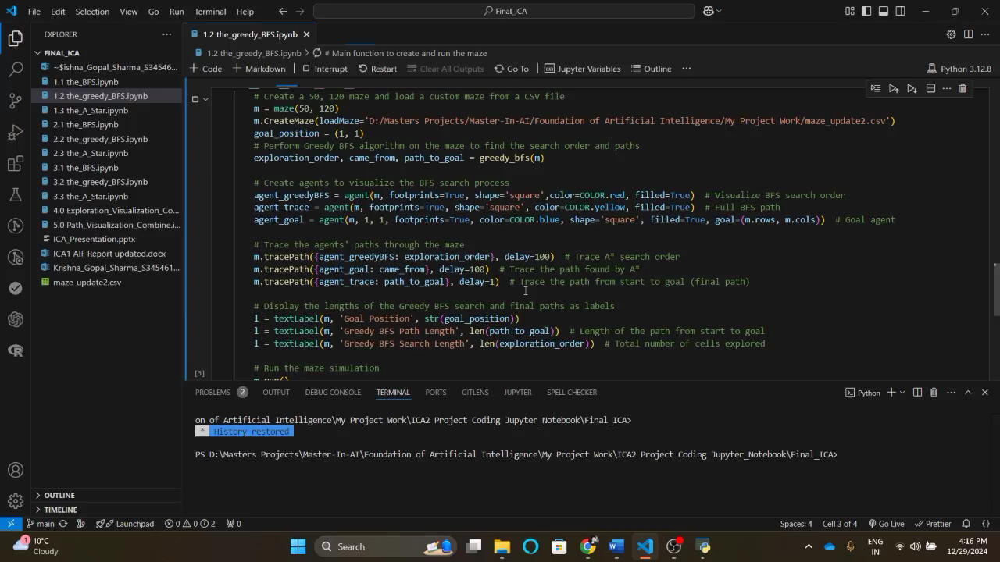 File Edit Selection View Go Run Terminal Help
Final_ICA
EXPLORER
1.2 the_greedy_BFS.ipynb
FINAL_ICA
1.2 the_greedy_BFS.ipynb > # Main function to create and run the maze
~$ishna_Gopal_Sharma_S34546...
1.1 the_BFS.ipynb
1.2 the_greedy_BFS.ipynb
1.3 the_A_Star.ipynb
2.1 the_BFS.ipynb
2.2 the_greedy_BFS.ipynb
2.3 the_A_Star.ipynb
3.1 the_BFS.ipynb
3.2 the_greedy_BFS.ipynb
3.3 the_A_Star.ipynb
4.0 Exploration_Visualization_Co...
5.0 Path_Visualization_Combine.i...
ICA_Presentation.pptx
ICA1 AIF Report updated.docx
Krishna_Gopal_Sharma_S345461...
maze_update2.csv
+ Code + Markdown Interrupt Restart Clear All Outputs Go To Jupyter Variables Outline ... Python 3.12.8
# Create a 50, 120 maze and load a custom maze from a CSV file
m = maze(50, 120)
m.CreateMaze(loadMaze='D:/Masters Projects/Master-In-AI/Foundation of Artificial Intelligence/My Project Work/maze_update2.csv')
goal_position = (1, 1)
# Perform Greedy BFS algorithm on the maze to find the search order and paths
exploration_order, came_from, path_to_goal = greedy_bfs(m)
# Create agents to visualize the BFS search process
agent_greedyBFS = agent(m, footprints=True, shape='square',color=COLOR.red, filled=True) # Visualize BFS search order
agent_trace = agent(m, footprints=True, shape='square', color=COLOR.yellow, filled=True) # Full BFS path
agent_goal = agent(m, 1, 1, footprints=True, color=COLOR.blue, shape='square', filled=True, goal=(m.rows, m.cols)) # Goal agent
# Trace the agents' paths through the maze
m.tracePath({agent_greedyBFS: exploration_order}, delay=100) # Trace A* search order
m.tracePath({agent_goal: came_from}, delay=100) # Trace the path found by A*
m.tracePath({agent_trace: path_to_goal}, delay=1) # Trace the path from start to goal (final path)
# Display the lengths of the Greedy BFS search and final paths as labels
l = textLabel(m, 'Goal Position', str(goal_position))
l = textLabel(m, 'Greedy BFS Path Length', len(path_to_goal)) # Length of the path from start to goal
l = textLabel(m, 'Greedy BFS Search Length', len(exploration_order)) # Total number of cells explored
# Run the maze simulation
m.run()
[3]
PROBLEMS 2 OUTPUT DEBUG CONSOLE TERMINAL PORTS GITLENS JUPYTER SPELL CHECKER
Python
on of Artificial Intelligence\My Project Work\ICA2 Project Coding Jupyter_Notebook\Final_ICA>
* History restored
PS D:\Masters Projects\Master-In-AI\Foundation of Artificial Intelligence\My Project Work\ICA2 Project Coding Jupyter_Notebook\Final_ICA>
OUTLINE
TIMELINE
main Launchpad 0 0 2 0 Spaces: 4 Cell 3 of 4 Go Live Prettier
1
10°C
Cloudy
Search
ENG
IN
4:16 PM
12/29/2024